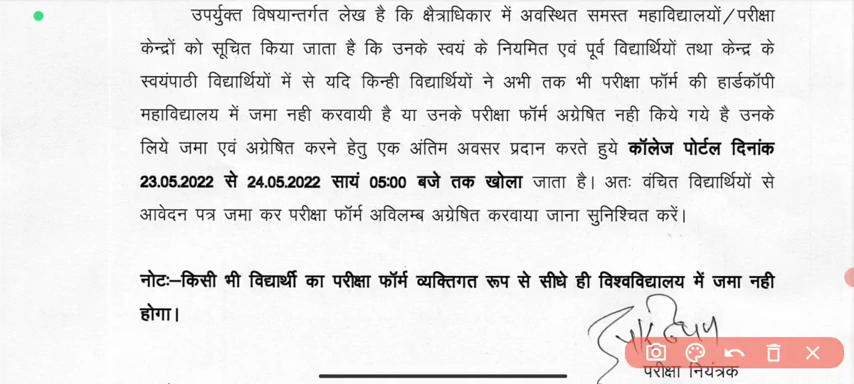 उपर्युक्त विषयान्तर्गत लेख है कि क्षैत्राधिकार में अवस्थित समस्त महाविद्यालयों/परीक्षा
केन्द्रों को सूचित किया जाता है कि उनके स्वयं के नियमित एवं पूर्व विद्यार्थियों तथा केन्द्र के
स्वयंपाठी विद्यार्थियों में से यदि किन्ही विद्यार्थियों ने अभी तक भी परीक्षा फॉर्म की हार्डकॉपी
महाविद्यालय में जमा नही करवायी है या उनके परीक्षा फॉर्म अग्रेषित नही किये गये है उनके
लिये जमा एवं अग्रेषित करने हेतु एक अंतिम अवसर प्रदान करते हुये कॉलेज पोर्टल दिनांक
23.05.2022 से 24.05.2022 सायं 05:00 बजे तक खोला जाता है। अतः वंचित विद्यार्थियों से
आवेदन पत्र जमा कर परीक्षा फॉर्म अविलम्ब अग्रेषित करवाया जाना सुनिश्चित करें।
नोटः–किसी भी विद्यार्थी का परीक्षा फॉर्म व्यक्तिगत रूप से सीधे ही विश्वविद्यालय में जमा नही
होगा।
परीक्षा नियंत्रक